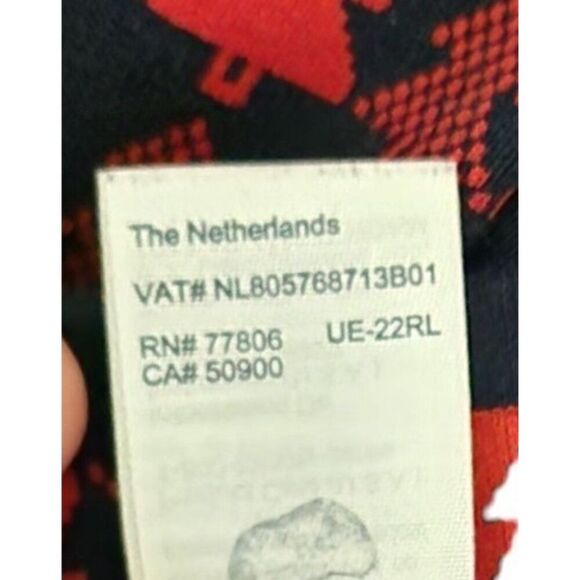 The Netherlands
VAT# NL805768713B01
RN# 77806 UE-22RL
CA# 50900